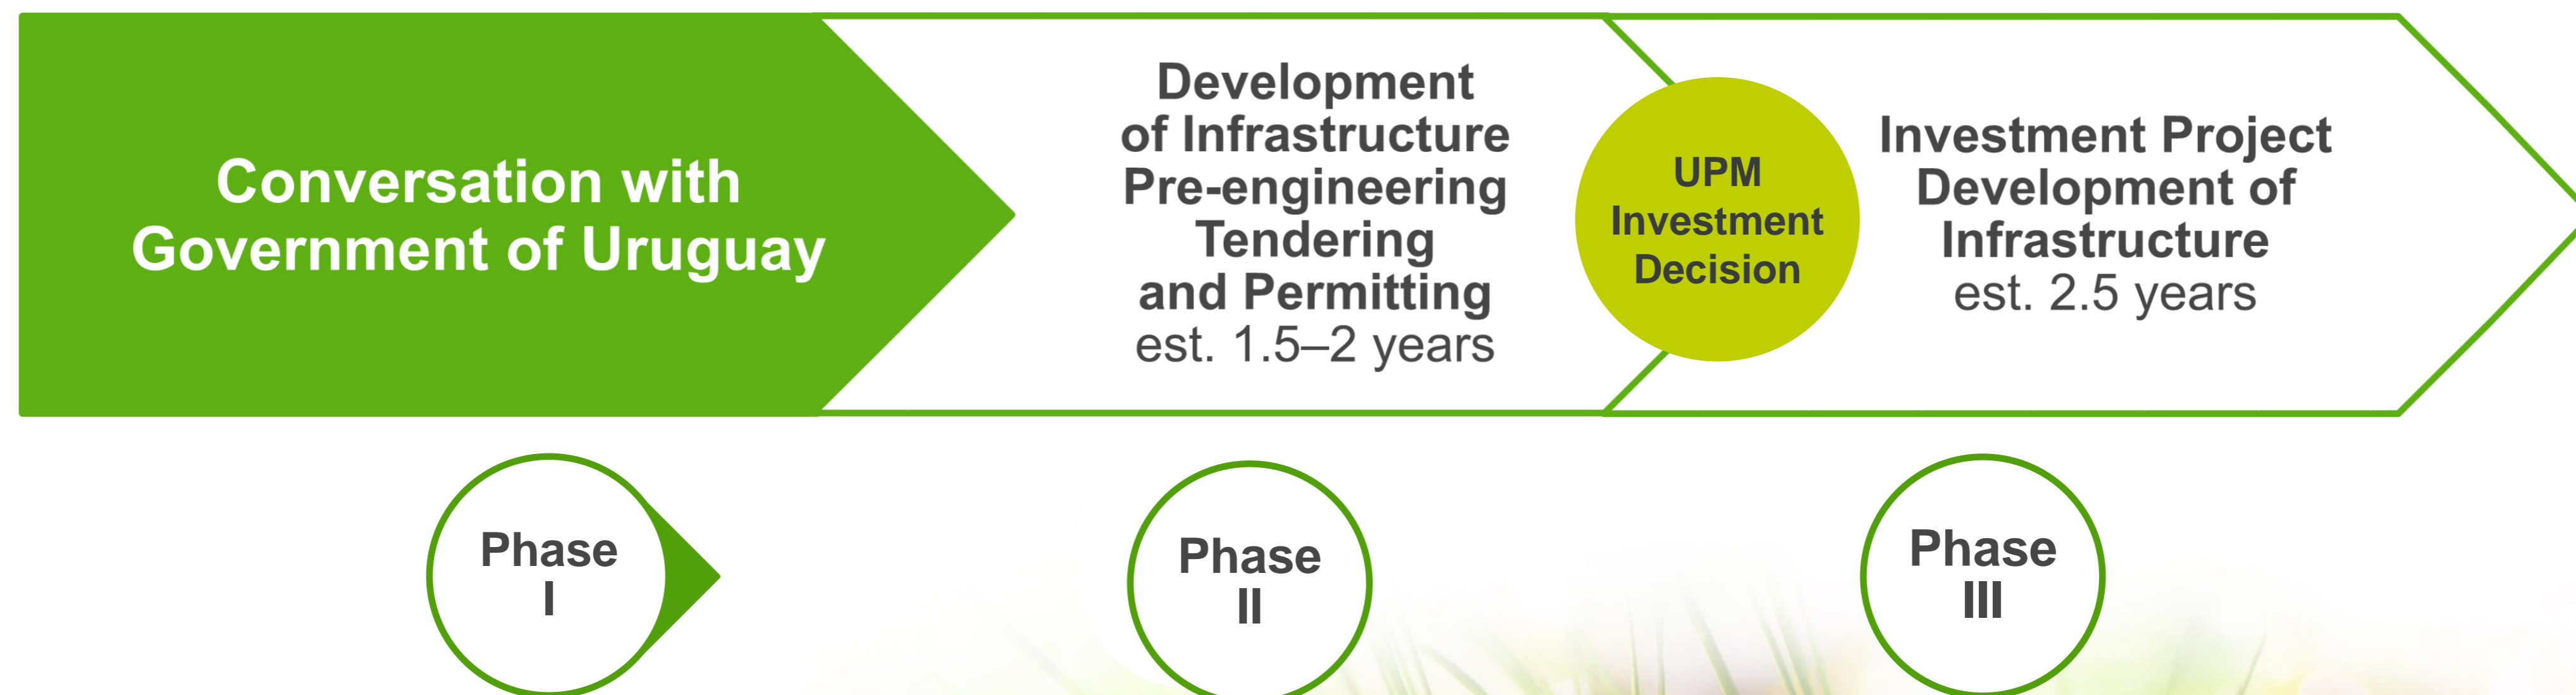 Conversation with
Government of Uruguay
Development
of Infrastructure
Pre-engineering
Tendering
and Permitting
est. 1.5–2 years
UPM
Investment
Decision
Investment Project
Development of
Infrastructure
est. 2.5 years
Phase
I
Phase
II
Phase
III